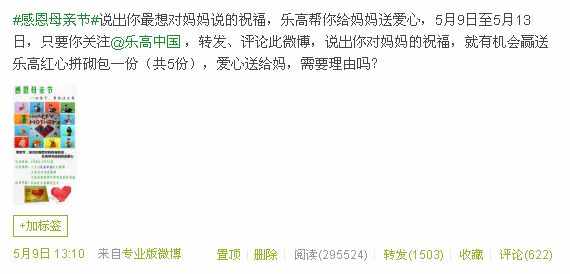 #感恩母亲节#说出你最想对妈妈说的祝福，乐高帮你给妈妈送爱心，5月9日至5月13
日，只要你关注@乐高中国 ，转发、评论此微博，说出你对妈妈的祝福，就有机会赢送
乐高红心拼砌包一份（共5份），爱心送给妈，需要理由吗？
感恩母亲节
HAPPY
MOTHER'S
+加标签
5月9日 13:10 来自专业版微博 置顶 | 删除 | 阅读(295524) | 转发(1503) | 收藏 | 评论(622)